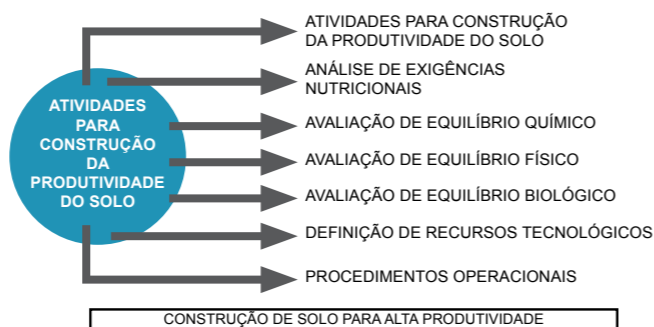 ATIVIDADES PARA CONSTRUÇÃO
DA PRODUTIVIDADE DO SOLO
ANÁLISE DE EXIGÊNCIAS
NUTRICIONAIS
ATIVIDADES
PARA
CONSTRUÇÃO
DA
PRODUTIVIDADE
DO SOLO
AVALIAÇÃO DE EQUILÍBRIO QUÍMICO
AVALIAÇÃO DE EQUILÍBRIO FÍSICO
AVALIAÇÃO DE EQUILÍBRIO BIOLÓGICO
DEFINIÇÃO DE RECURSOS TECNOLÓGICOS
PROCEDIMENTOS OPERACIONAIS
CONSTRUÇÃO DE SOLO PARA ALTA PRODUTIVIDADE